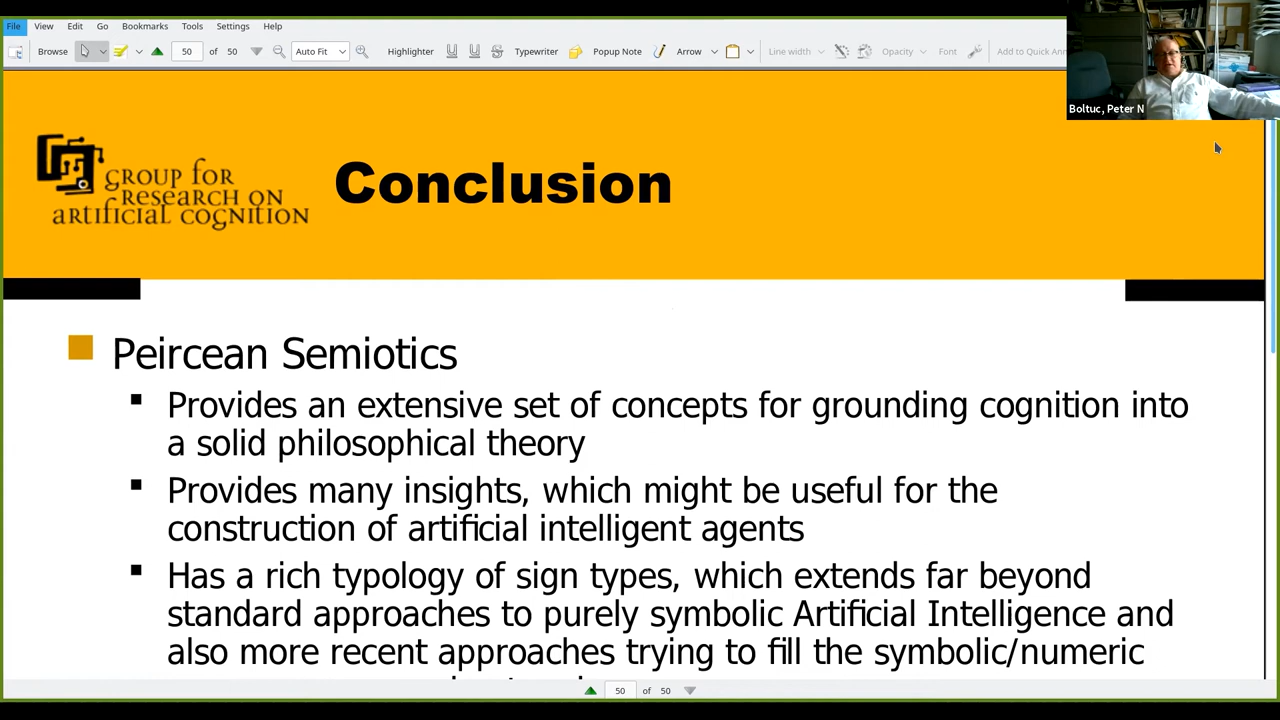 File View Edit Go Bookmarks Tools Settings Help
Browse 50 of 50 Auto Fit Highlighter Typewriter Popup Note Arrow Line width Opacity Font Add to Quick
Boltuc, Peter N
GROUP FOR
RESEARCH ON
ARTIFICIAL COGNITION
Conclusion
Peircean Semiotics
Provides an extensive set of concepts for grounding cognition into
a solid philosophical theory
Provides many insights, which might be useful for the
construction of artificial intelligent agents
Has a rich typology of sign types, which extends far beyond
standard approaches to purely symbolic Artificial Intelligence and
also more recent approaches trying to fill the symbolic/numeric
50 of 50